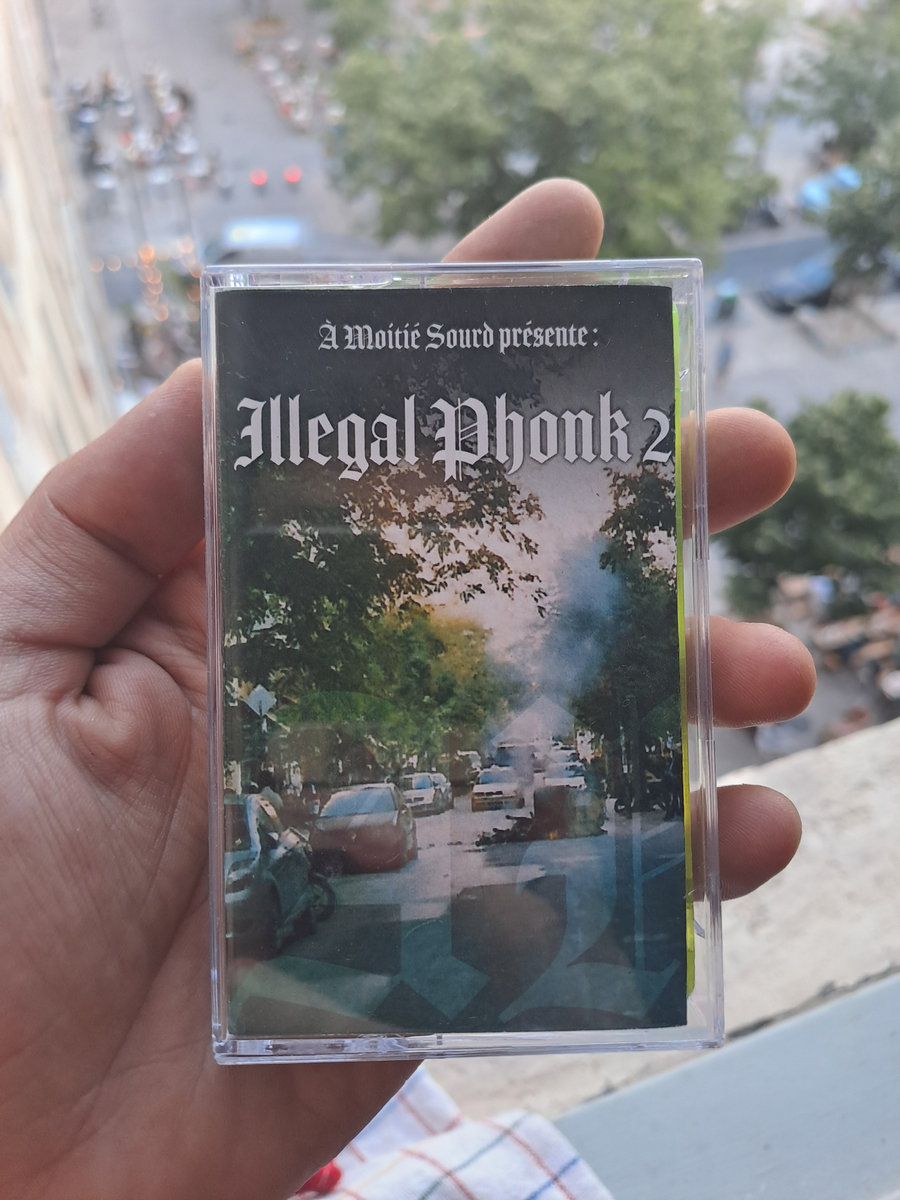 À Moitié Sourd présente :
Illegal Phonk 2